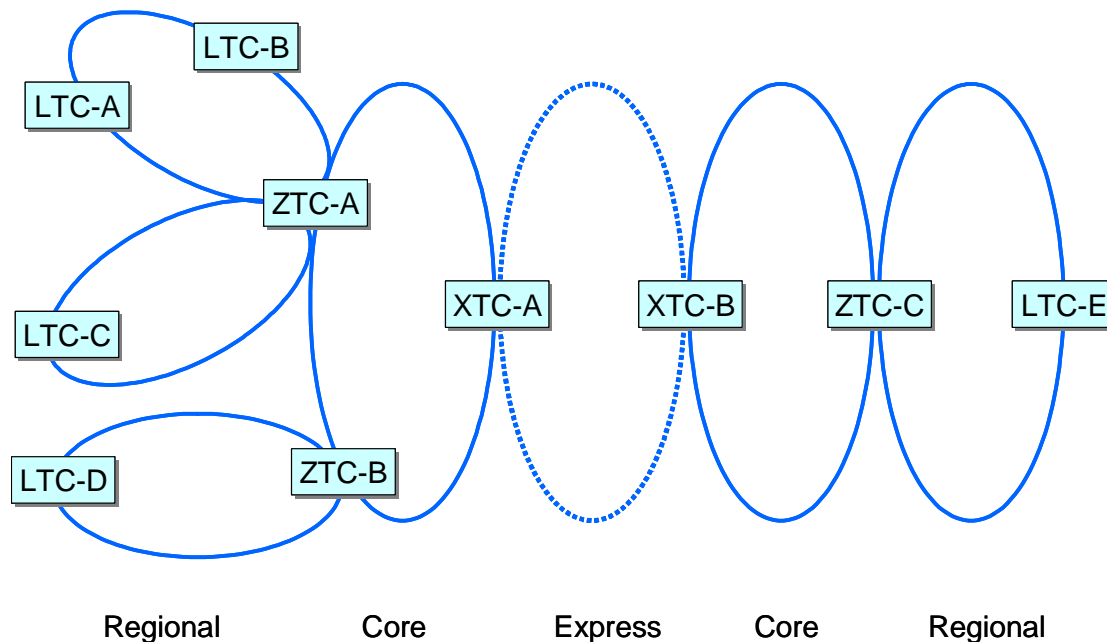 LTC-B
LTC-A
ZTC-A
XTC-A
XTC-B
ZTC-C
LTC-E
LTC-C
LTC-D
ZTC-B
Regional
Core
Express
Core
Regional